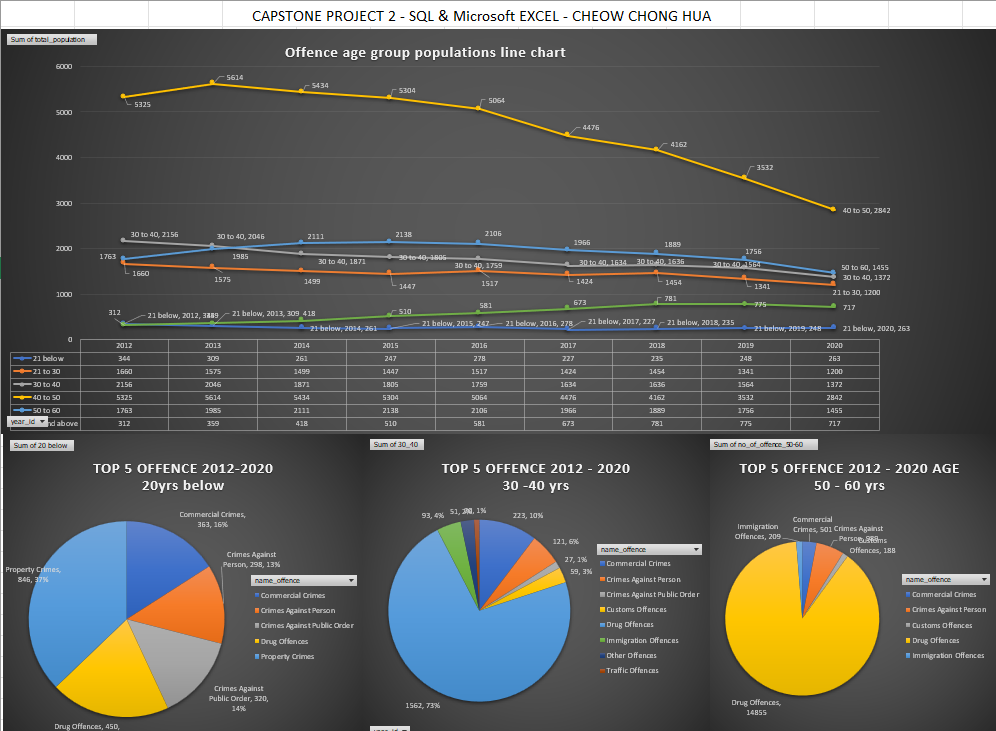 CAPSTONE PROJECT 2 - SQL & Microsoft EXCEL - CHEOW CHONG HUA
Sum of total_population
Offence age group populations line chart
6000
5000
4000
3000
2000
1000
0
5325
5614
5434
5304
5064
4476
4162
3532
40 to 50, 2842
30 to 40, 2156
30 to 40, 2046
30 to 40, 1871
30 to 40, 1805
30 to 40, 1759
30 to 40, 1634
30 to 40, 1636
30 to 40, 1564
30 to 40, 1372
1763
1985
2111
2138
2106
1966
1889
1756
50 to 60, 1455
1660
1575
1499
1447
1517
1424
1454
1341
21 to 30, 1200
312
418
510
581
673
781
775
717
21 below, 2012,
21 below, 2013, 309
21 below, 2014, 261
21 below, 2015, 247
21 below, 2016, 278
21 below, 2017, 227
21 below, 2018, 235
21 below, 2019, 248
21 below, 2020, 263
2012 2013 2014 2015 2016 2017 2018 2019 2020
21 below 344 309 261 247 278 227 235 248 263
21 to 30 1660 1575 1499 1447 1517 1424 1454 1341 1200
30 to 40 2156 2046 1871 1805 1759 1634 1636 1564 1372
40 to 50 5325 5614 5434 5304 5064 4476 4162 3532 2842
50 to 60 1763 1985 2111 2138 2106 1966 1889 1756 1455
above 312 359 418 510 581 673 781 775 717
year_id
Sum of 20 below
TOP 5 OFFENCE 2012-2020
20yrs below
Commercial Crimes,
363, 16%
Crimes Against
Person, 298, 13%
Crimes Against
Public Order, 320,
14%
Drug Offences, 450,
Property Crimes,
846, 37%
name_offence
Commercial Crimes
Crimes Against Person
Crimes Against Public Order
Drug Offences
Property Crimes
Sum of 30_40
TOP 5 OFFENCE 2012 - 2020
30 -40 yrs
93, 4%
51, 2%
1%
223, 10%
121, 6%
27, 1%
59, 3%
1562, 73%
name_offence
Commercial Crimes
Crimes Against Person
Crimes Against Public Order
Customs Offences
Drug Offences
Immigration Offences
Other Offences
Traffic Offences
Sum of no_of_offence_50-60
TOP 5 OFFENCE 2012 - 2020 AGE
50 - 60 yrs
Immigration
Offences, 209
Commercial
Crimes, 501
Crimes Against
Person,
Customs
Offences, 188
Drug Offences,
14855
name_offence
Commercial Crimes
Crimes Against Person
Customs Offences
Drug Offences
Immigration Offences